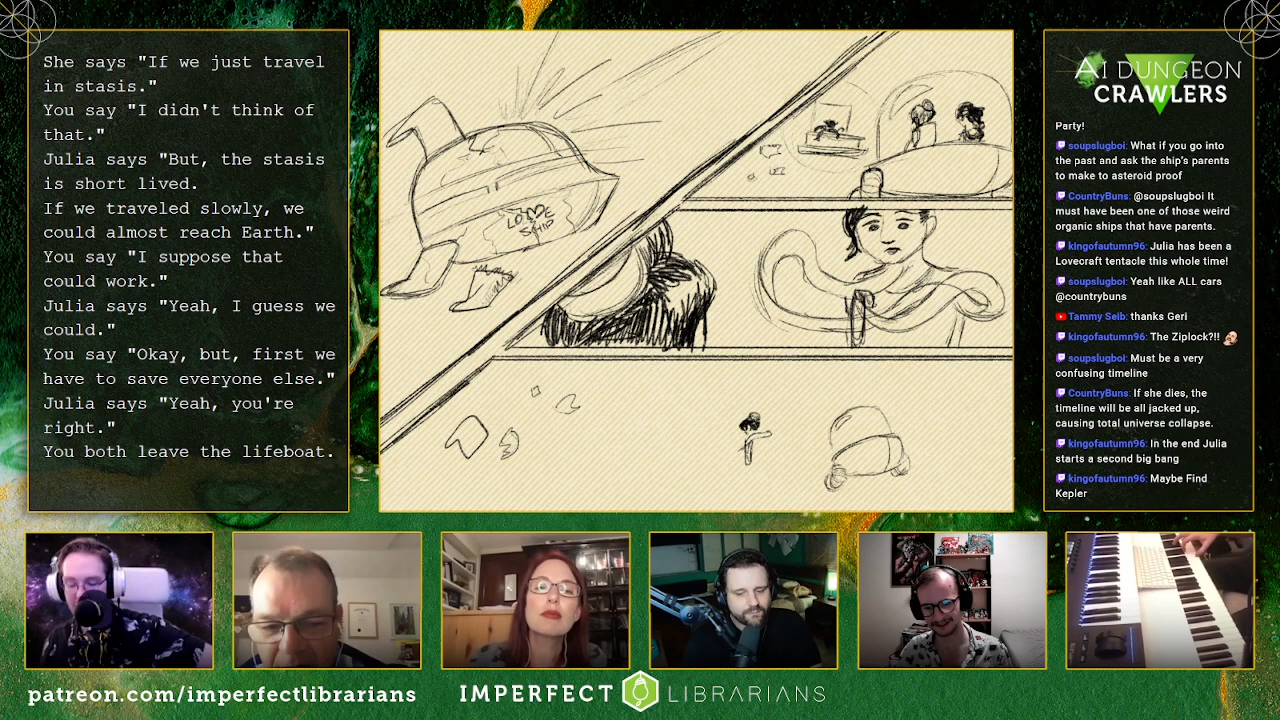 She says "If we just travel
in stasis."
You say "I didn't think of
that."
Julia says "But, the stasis
is short lived.
If we traveled slowly, we
could almost reach Earth."
You say "I suppose that
could work."
Julia says "Yeah, I guess we
could."
You say "Okay, but, first we
have to save everyone else."
Julia says "Yeah, you're
right."
You both leave the lifeboat.
LOVE
SHIP
AI DUNGEON
CRAWLERS
Party!
soupslugboi: What if you go into
the past and ask the ship's parents
to make to asteroid proof
CountryBuns: @soupslugboi It
must have been one of those weird
organic ships that have parents.
kingofautumn96: Julia has been a
Lovecraft tentacle this whole time!
soupslugboi: Yeah like ALL cars
@countrybuns
Tammy Seib: thanks Geri
kingofautumn96: The Ziplock?!!
soupslugboi: Must be a very
confusing timeline
CountryBuns: If she dies, the
timeline will be all jacked up,
causing total universe collapse.
kingofautumn96: In the end Julia
starts a second big bang
kingofautumn96: Maybe Find
Kepler
patreon.com/imperfectlibrarians
IMPERFECT LIBRARIANS